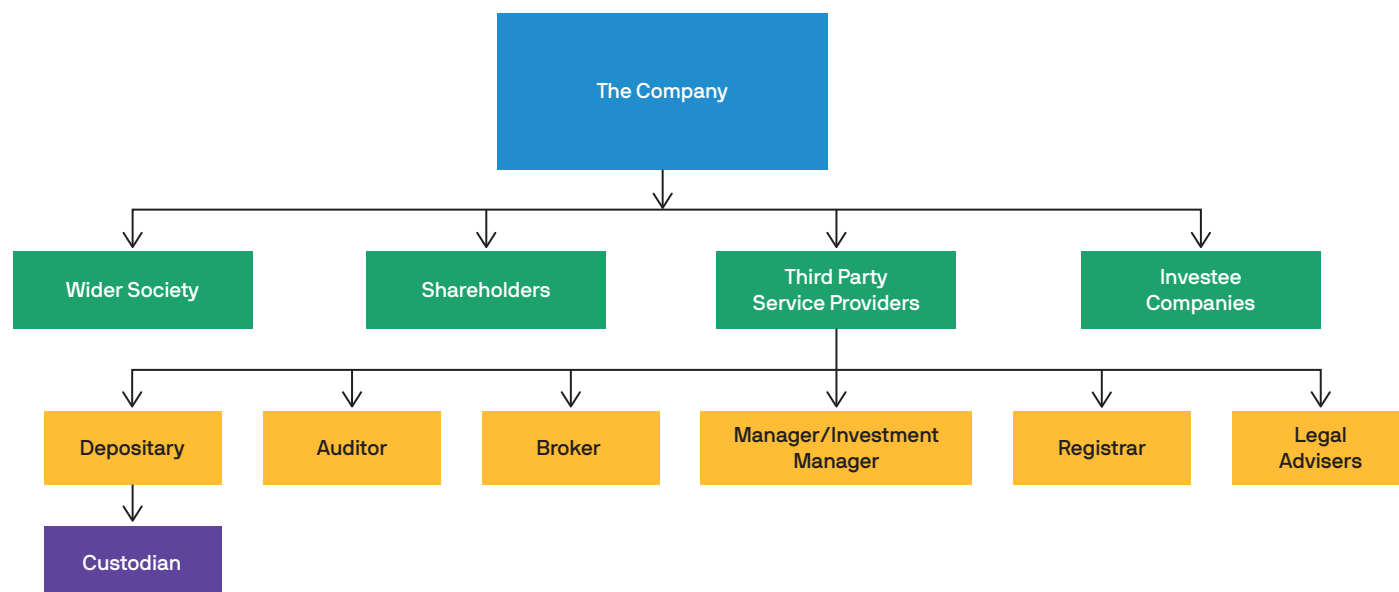 The Company
Wider Society
Shareholders
Third Party
Service Providers
Investee
Companies
Depositary
Auditor
Broker
Manager/Investment
Manager
Registrar
Legal
Advisers
Custodian